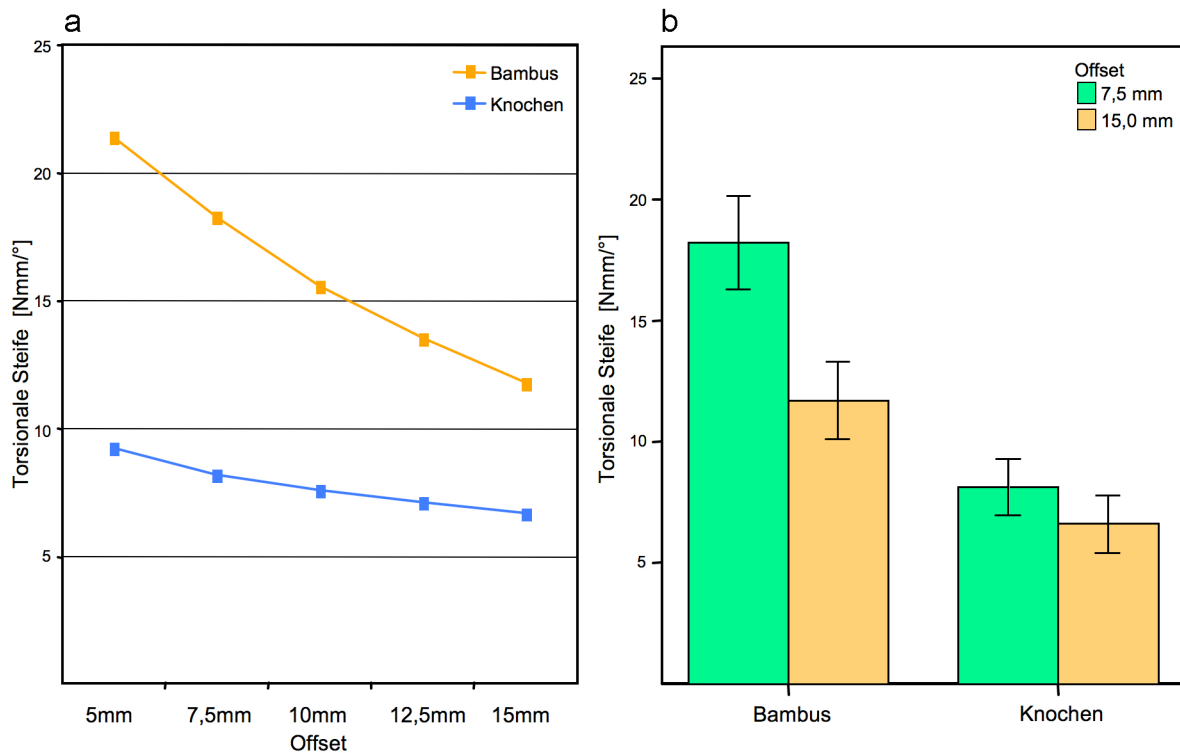 a
25
20
15
10
5
Torsionale Steife [Nmm/°]
Bambus
Knochen
5mm
7,5mm
10mm
12,5mm
15mm
Offset
b
25
20
15
10
5
Torsionale Steife [Nmm/°]
Offset
7,5 mm
15,0 mm
Bambus
Knochen